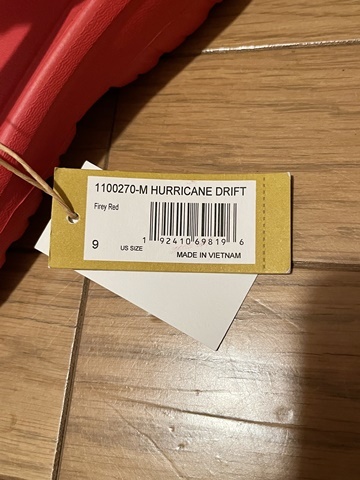 1100270-M HURRICANE DRIFT
Firey Red
1 92410 69819 6
9 US SIZE
MADE IN VIETNAM